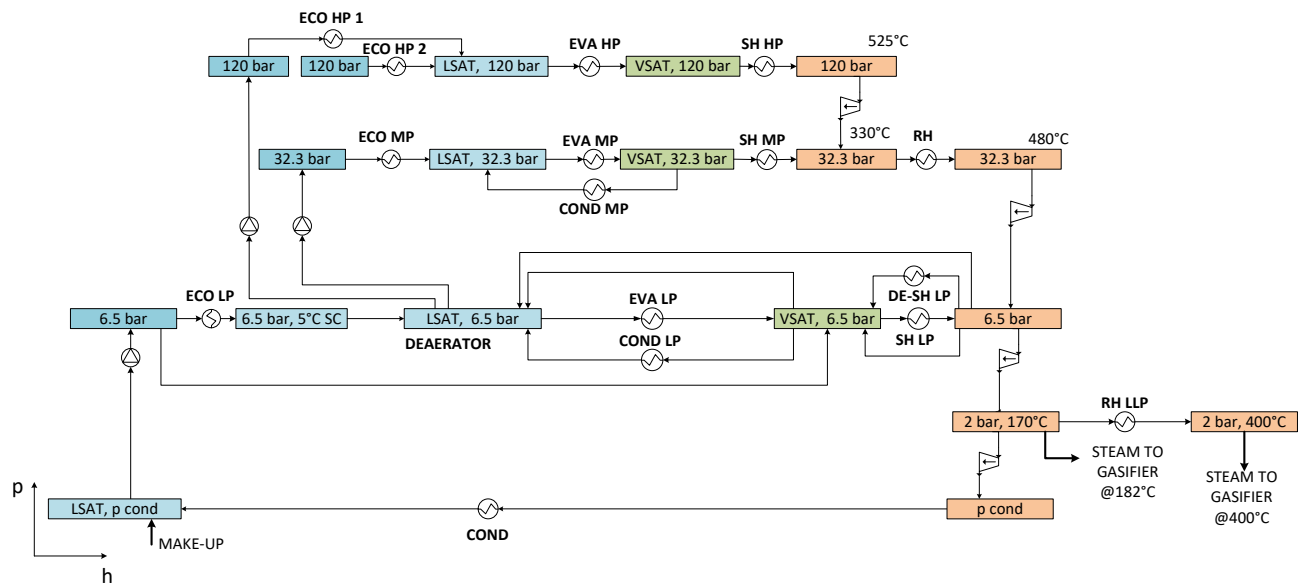 ECO HP 1
ECO HP 2
EVA HP
SH HP
525°C
120 bar
120 bar
LSAT, 120 bar
VSAT, 120 bar
120 bar
ECO MP
EVA MP
SH MP
330°C
RH
480°C
32.3 bar
LSAT, 32.3 bar
VSAT, 32.3 bar
32.3 bar
32.3 bar
COND MP
ECO LP
EVA LP
DE-SH LP
6.5 bar
6.5 bar, 5°C SC
LSAT, 6.5 bar
VSAT, 6.5 bar
6.5 bar
DEAERATOR
COND LP
SH LP
RH LLP
2 bar, 170°C
2 bar, 400°C
STEAM TO
GASIFIER
@182°C
STEAM TO
GASIFIER
@400°C
p
LSAT, p cond
p cond
COND
MAKE-UP
h